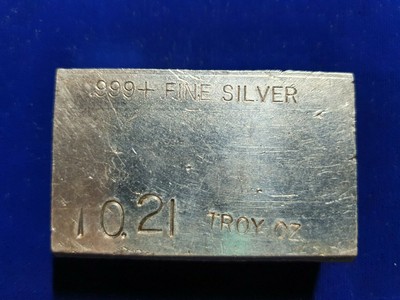 .999+ FINE SILVER
10.21 TROY OZ